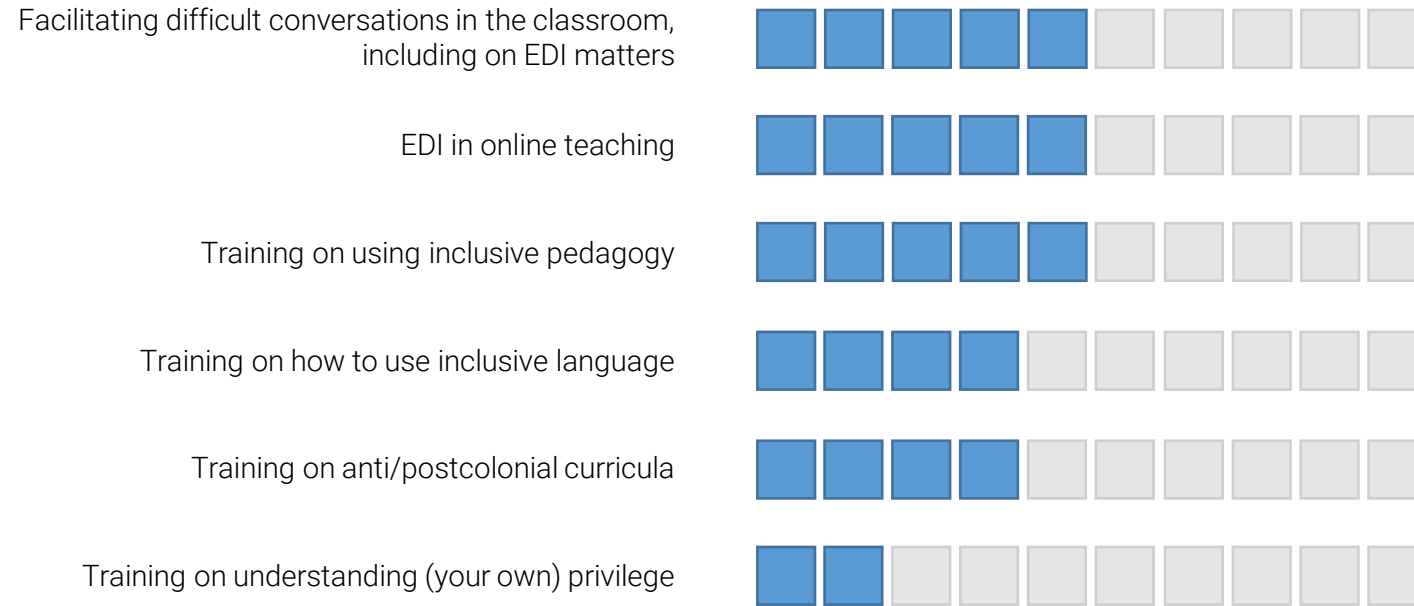 Facilitating difficult conversations in the classroom,
including on EDI matters
EDI in online teaching
Training on using inclusive pedagogy
Training on how to use inclusive language
Training on anti/postcolonial curricula
Training on understanding (your own) privilege